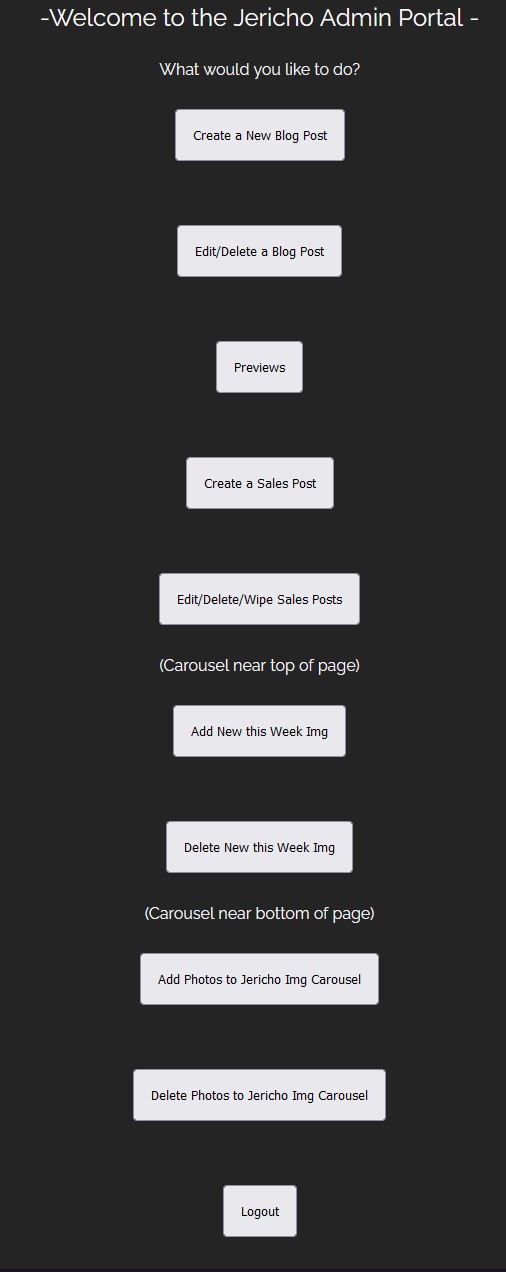 -Welcome to the Jericho Admin Portal -
What would you like to do?
Create a New Blog Post
Edit/Delete a Blog Post
Previews
Create a Sales Post
Edit/Delete/Wipe Sales Posts
(Carousel near top of page)
Add New this Week Img
Delete New this Week Img
(Carousel near bottom of page)
Add Photos to Jericho Img Carousel
Delete Photos to Jericho Img Carousel
Logout